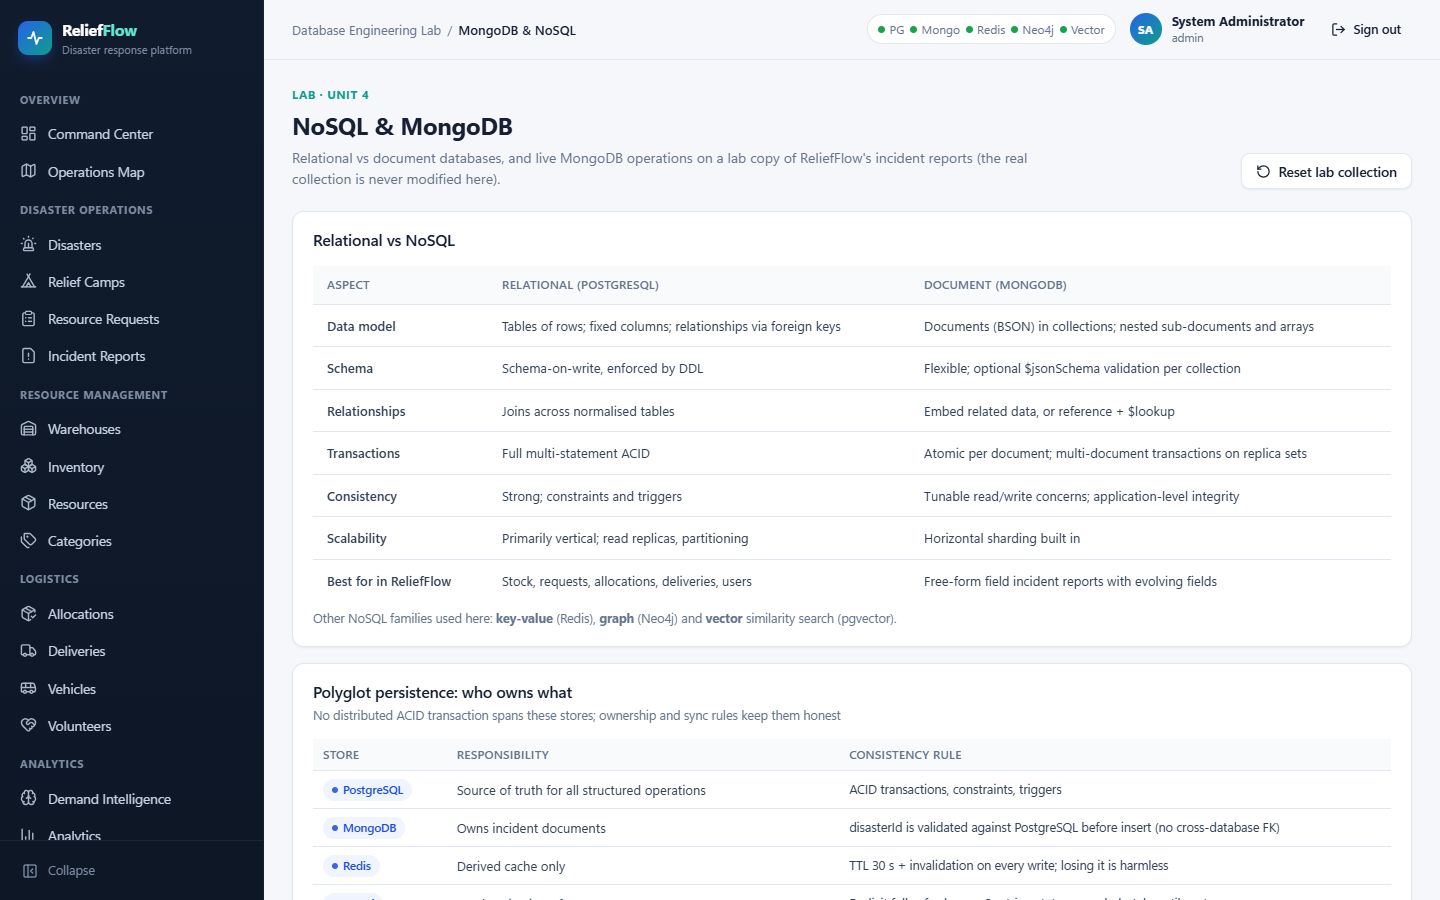 ReliefFlow
Disaster response platform
OVERVIEW
Command Center
Operations Map
DISASTER OPERATIONS
Disasters
Relief Camps
Resource Requests
Incident Reports
RESOURCE MANAGEMENT
Warehouses
Inventory
Resources
Categories
LOGISTICS
Allocations
Deliveries
Vehicles
Volunteers
ANALYTICS
Demand Intelligence
Analytics
Collapse
Database Engineering Lab / MongoDB & NoSQL
PG Mongo Redis Neo4j Vector
SA
System Administrator
admin
Sign out
LAB · UNIT 4
NoSQL & MongoDB
Relational vs document databases, and live MongoDB operations on a lab copy of ReliefFlow's incident reports (the real
collection is never modified here).
Reset lab collection
Relational vs NoSQL
ASPECT RELATIONAL (POSTGRESQL) DOCUMENT (MONGODB)
Data model Tables of rows; fixed columns; relationships via foreign keys Documents (BSON) in collections; nested sub-documents and arrays
Schema Schema-on-write, enforced by DDL Flexible; optional $jsonSchema validation per collection
Relationships Joins across normalised tables Embed related data, or reference + $lookup
Transactions Full multi-statement ACID Atomic per document; multi-document transactions on replica sets
Consistency Strong; constraints and triggers Tunable read/write concerns; application-level integrity
Scalability Primarily vertical; read replicas, partitioning Horizontal sharding built in
Best for in ReliefFlow Stock, requests, allocations, deliveries, users Free-form field incident reports with evolving fields
Other NoSQL families used here: key-value (Redis), graph (Neo4j) and vector similarity search (pgvector).
Polyglot persistence: who owns what
No distributed ACID transaction spans these stores; ownership and sync rules keep them honest
STORE RESPONSIBILITY CONSISTENCY RULE
PostgreSQL Source of truth for all structured operations ACID transactions, constraints, triggers
MongoDB Owns incident documents disasterId is validated against PostgreSQL before insert (no cross-database FK)
Redis Derived cache only TTL 30 s + invalidation on every write; losing it is harmless